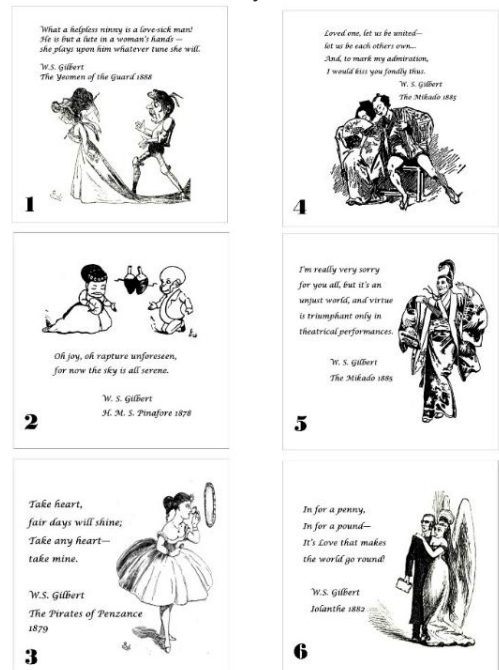 What a helpless ninny is a love-sick man!
He is but a lute in a woman's hands —
she plays upon him whatever tune she will.
W.S. Gilbert
The Yeomen of the Guard 1888
1
Oh joy, oh rapture unforeseen,
for now the sky is all serene.
W. S. Gilbert
H. M. S. Pinafore 1878
2
Take heart,
fair days will shine;
Take any heart—
take mine.
W.S. Gilbert
The Pirates of Penzance
1879
3
Loved one, let us be united—
let us be each others own...
And, to mark my admiration,
I would kiss you fondly thus.
W. S. Gilbert
The Mikado 1885
4
I'm really very sorry
for you all, but it's an
unjust world, and virtue
is triumphant only in
theatrical performances.
W. S. Gilbert
The Mikado 1885
5
In for a penny,
In for a pound—
It's Love that makes
the world go round!
W.S. Gilbert
Iolanthe 1882
6